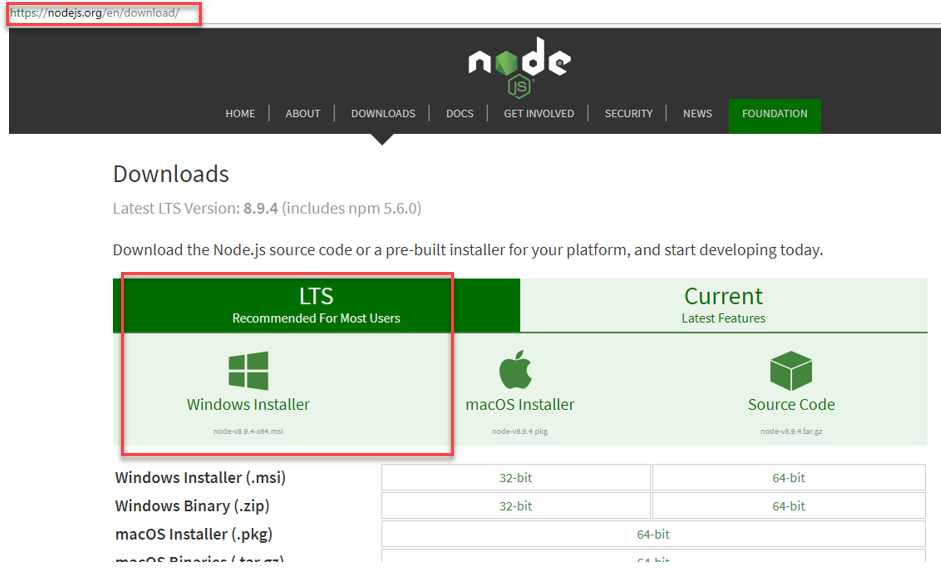 https://nodejs.org/en/download/
node
JS
HOME ABOUT DOWNLOADS DOCS GET INVOLVED SECURITY NEWS FOUNDATION
Downloads
Latest LTS Version: 8.9.4 (includes npm 5.6.0)
Download the Node.js source code or a pre-built installer for your platform, and start developing today.
LTS
Recommended For Most Users
Current
Latest Features
Windows Installer
node-v8.9.4-x64.msi
macOS Installer
node-v8.9.4.pkg
Source Code
node-v8.9.4.tar.gz
Windows Installer (.msi) 32-bit 64-bit
Windows Binary (.zip) 32-bit 64-bit
macOS Installer (.pkg) 64-bit
macOS Binaries (.tar.gz) 64-bit